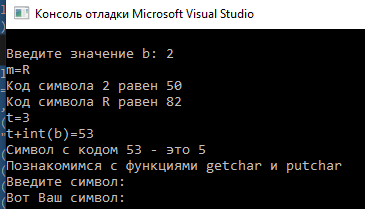 Консоль отладки Microsoft Visual Studio
Введите значение b: 2
m=R
Код символа 2 равен 50
Код символа R равен 82
t=3
t+int(b)=53
Символ с кодом 53 - это 5
Познакомимся с функциями getchar и putchar
Введите символ:
Вот Ваш символ: